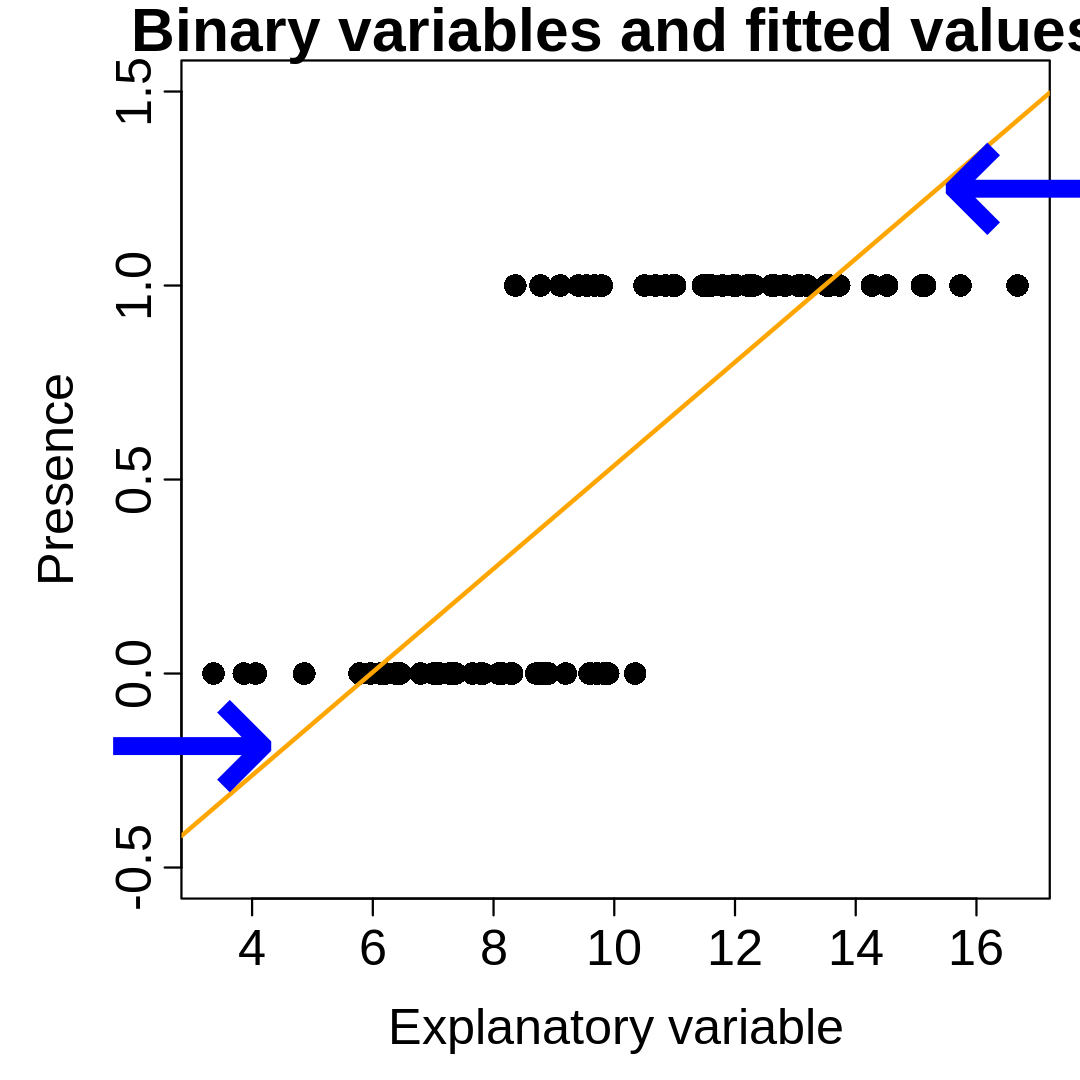 Binary variables and fitted values
1.5
1.0
0.5
0.0
-0.5
Presence
4 6 8 10 12 14 16
Explanatory variable